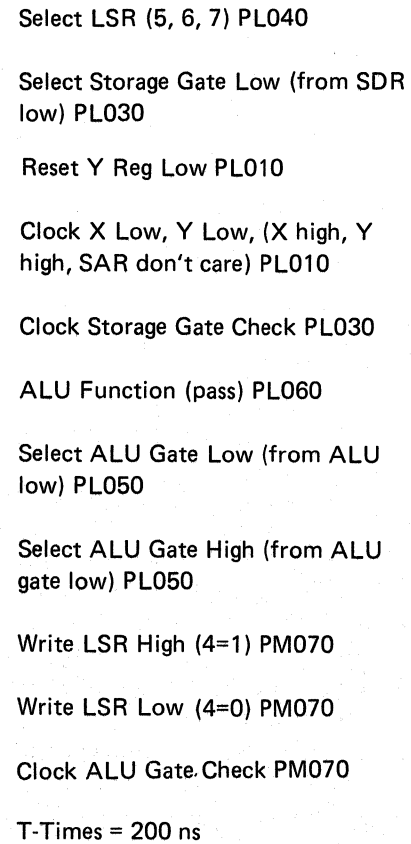 Select LSR (5, 6, 7) PL040
Select Storage Gate Low (from SDR
low) PL030
Reset Y Reg Low PL010
Clock X Low, Y Low, (X high, Y
high, SAR don't care) PL010
Clock Storage Gate Check PL030
ALU Function (pass) PL060
Select ALU Gate Low (from ALU
low) PL050
Select ALU Gate High (from ALU
gate low) PL050
Write LSR High (4=1) PM070
Write LSR Low (4=0) PM070
Clock ALU Gate Check PM070
T-Times = 200 ns